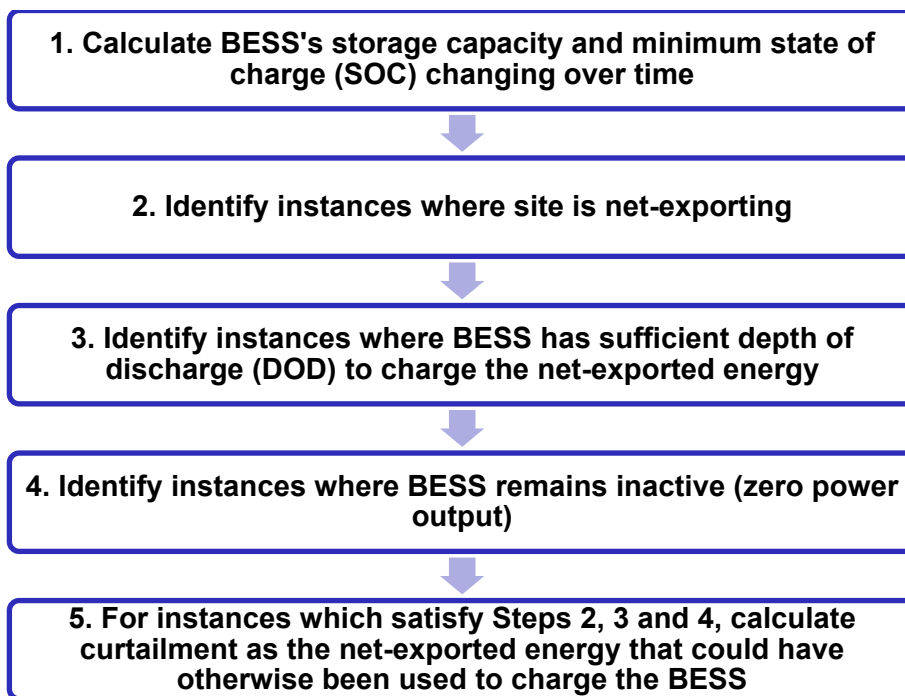 1. Calculate BESS's storage capacity and minimum state of
charge (SOC) changing over time
2. Identify instances where site is net-exporting
3. Identify instances where BESS has sufficient depth of
discharge (DOD) to charge the net-exported energy
4. Identify instances where BESS remains inactive (zero power
output)
5. For instances which satisfy Steps 2, 3 and 4, calculate
curtailment as the net-exported energy that could have
otherwise been used to charge the BESS